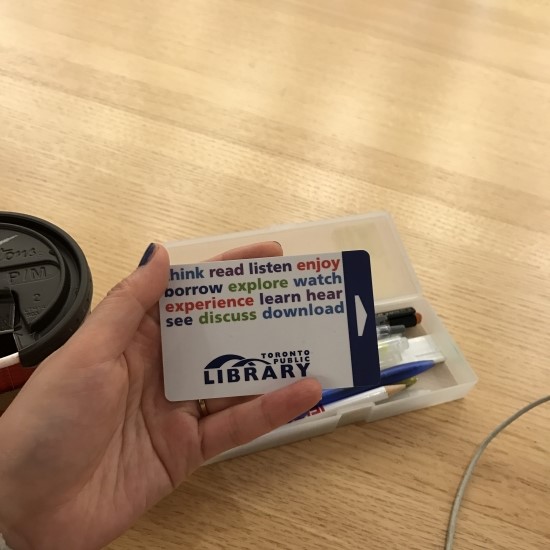 think read listen enjoy
borrow explore watch
experience learn hear
see discuss download
TORONTO
PUBLIC
LIBRARY